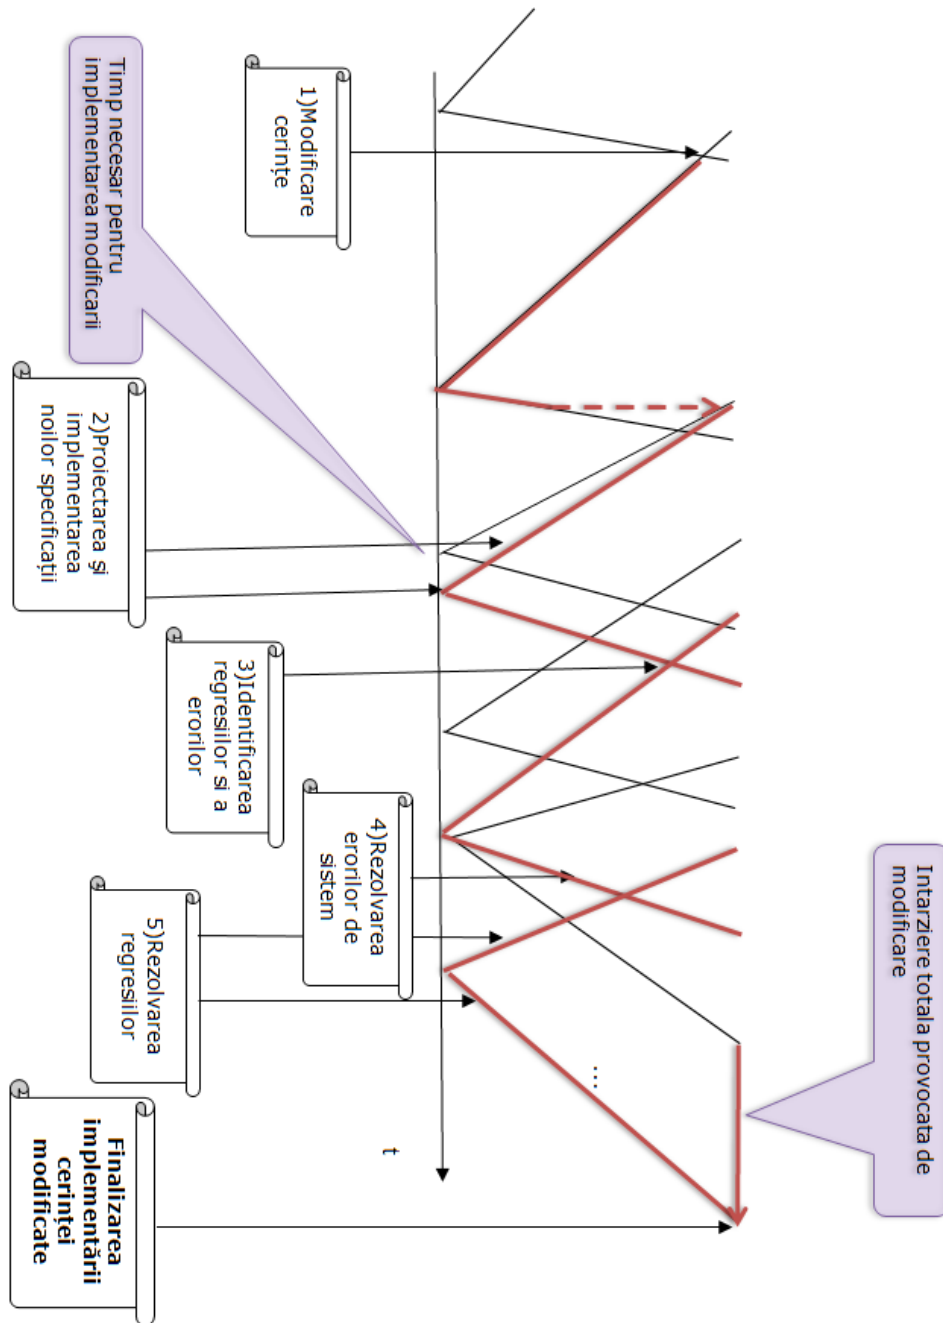 1)Modificare
cerințe
Timp necesar pentru
implementarea modificarii
2)Proiectarea și
implementarea
noilor specificații
3)Identificarea
regresiilor si a
erorilor
4)Rezolvarea
erorilor de
sistem
5)Rezolvarea
regresiilor
Finalizarea
implementării
cerinței
modificate
Intarziere totala provocata de
modificare
...
t